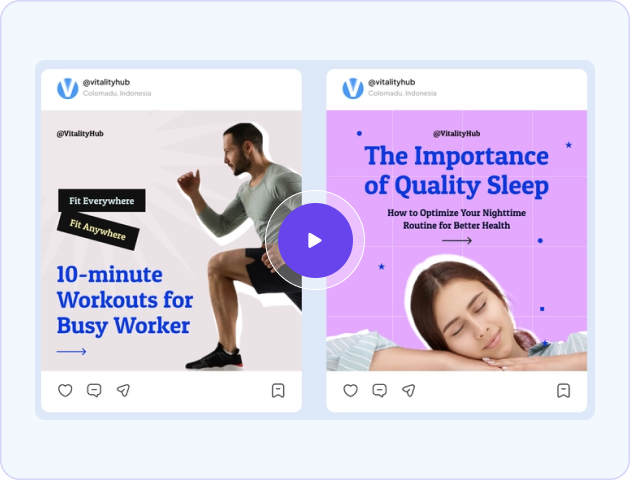 @vitalityhub
Colomadu, Indonesia
@VitalityHub
Fit Everywhere
Fit Anywhere
10-minute
Workouts for
Busy Worker
@vitalityhub
Colomadu, Indonesia
@VitalityHub
The Importance
of Quality Sleep
How to Optimize Your Nighttime
Routine for Better Health